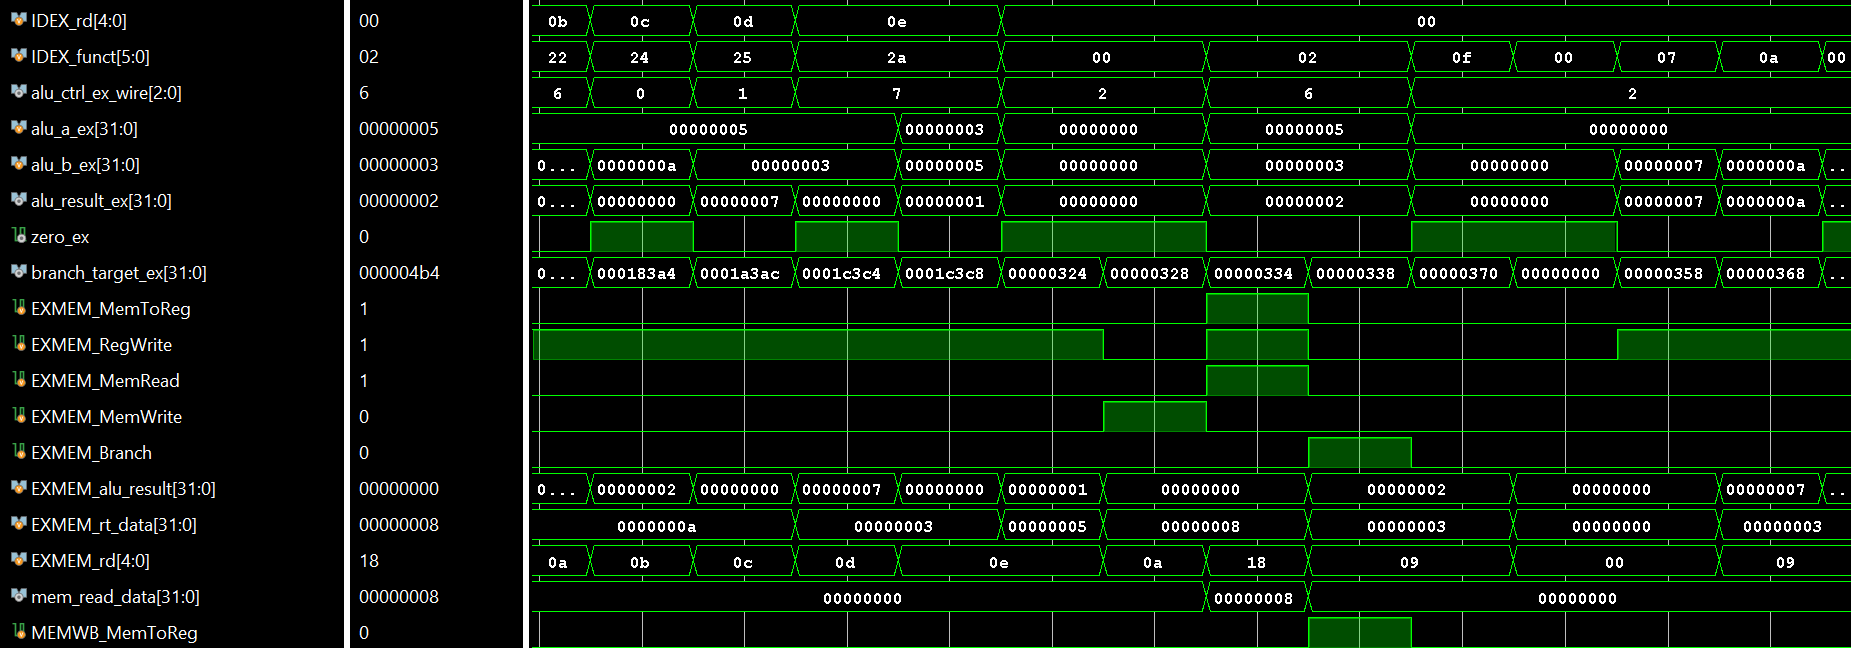 IDEX_rd[4:0] 00 0b 0c 0d 0e 00
IDEX_funct[5:0] 02 22 24 25 2a 00 02 0f 00 07 0a 00
alu_ctrl_ex_wire[2:0] 6 6 0 1 7 2 6 2
alu_a_ex[31:0] 00000005 00000005 00000003 00000000 00000005 00000000
alu_b_ex[31:0] 00000003 0... 0000000a 00000003 00000005 00000000 00000003 00000000 00000007 0000000a ..
alu_result_ex[31:0] 00000002 0... 00000000 00000007 00000000 00000001 00000000 00000002 00000000 00000007 0000000a ..
zero_ex 0
branch_target_ex[31:0] 000004b4 0... 000183a4 0001a3ac 0001c3c4 0001c3c8 00000324 00000328 00000334 00000338 00000370 00000000 00000358 00000368 ..
EXMEM_MemToReg 1
EXMEM_RegWrite 1
EXMEM_MemRead 1
EXMEM_MemWrite 0
EXMEM_Branch 0
EXMEM_alu_result[31:0] 00000000 0... 00000002 00000000 00000007 00000000 00000001 00000000 00000002 00000000 00000007 ..
EXMEM_rt_data[31:0] 00000008 0000000a 00000003 00000005 00000008 00000003 00000000 00000003
EXMEM_rd[4:0] 18 0a 0b 0c 0d 0e 0a 18 09 00 09
mem_read_data[31:0] 00000008 00000000 00000008 00000000
MEMWB_MemToReg 0